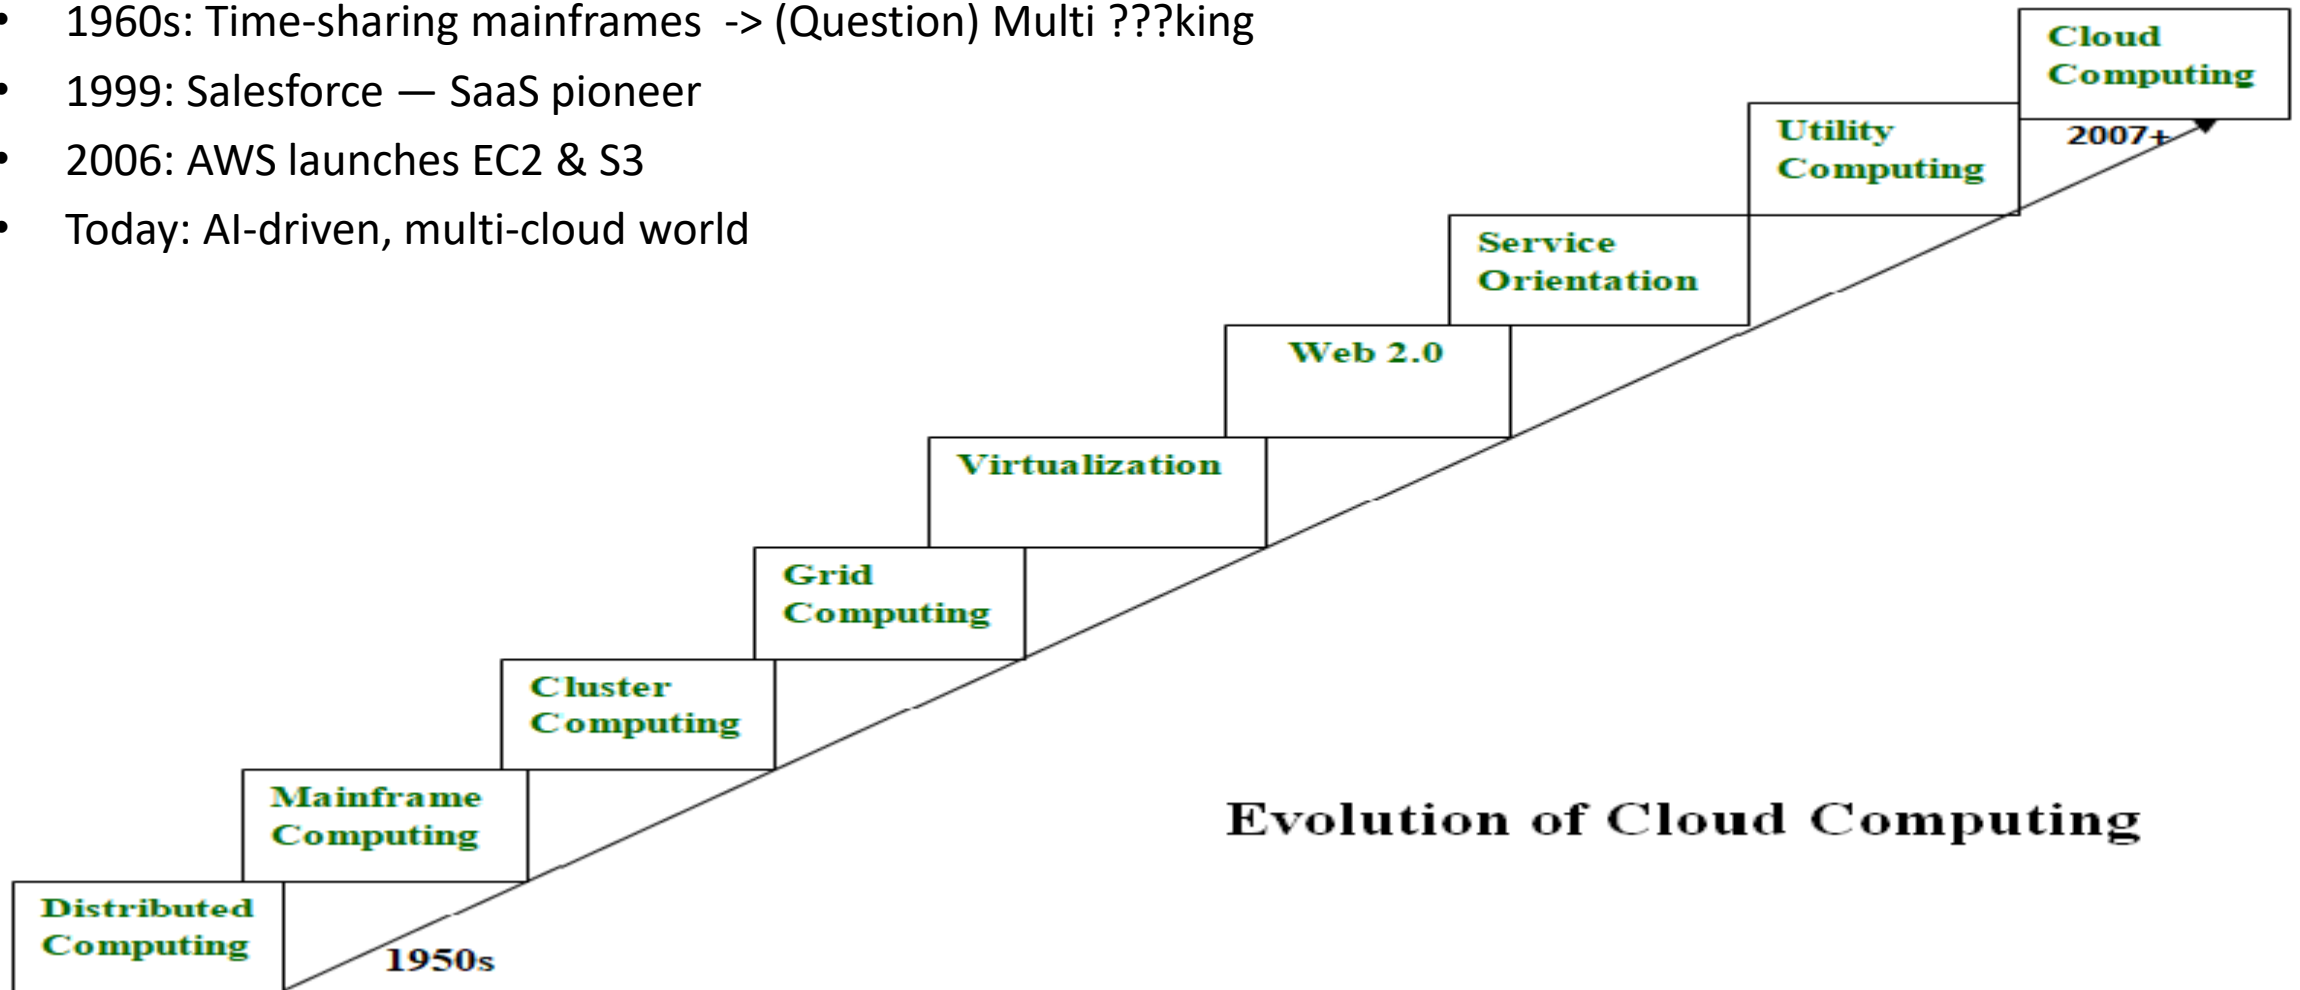 • 1960s: Time-sharing mainframes -> (Question) Multi ???king
• 1999: Salesforce — SaaS pioneer
• 2006: AWS launches EC2 & S3
• Today: AI-driven, multi-cloud world
Cloud
Computing
2007+
Utility
Computing
Service
Orientation
Web 2.0
Virtualization
Grid
Computing
Cluster
Computing
Mainframe
Computing
Distributed
Computing
1950s
Evolution of Cloud Computing